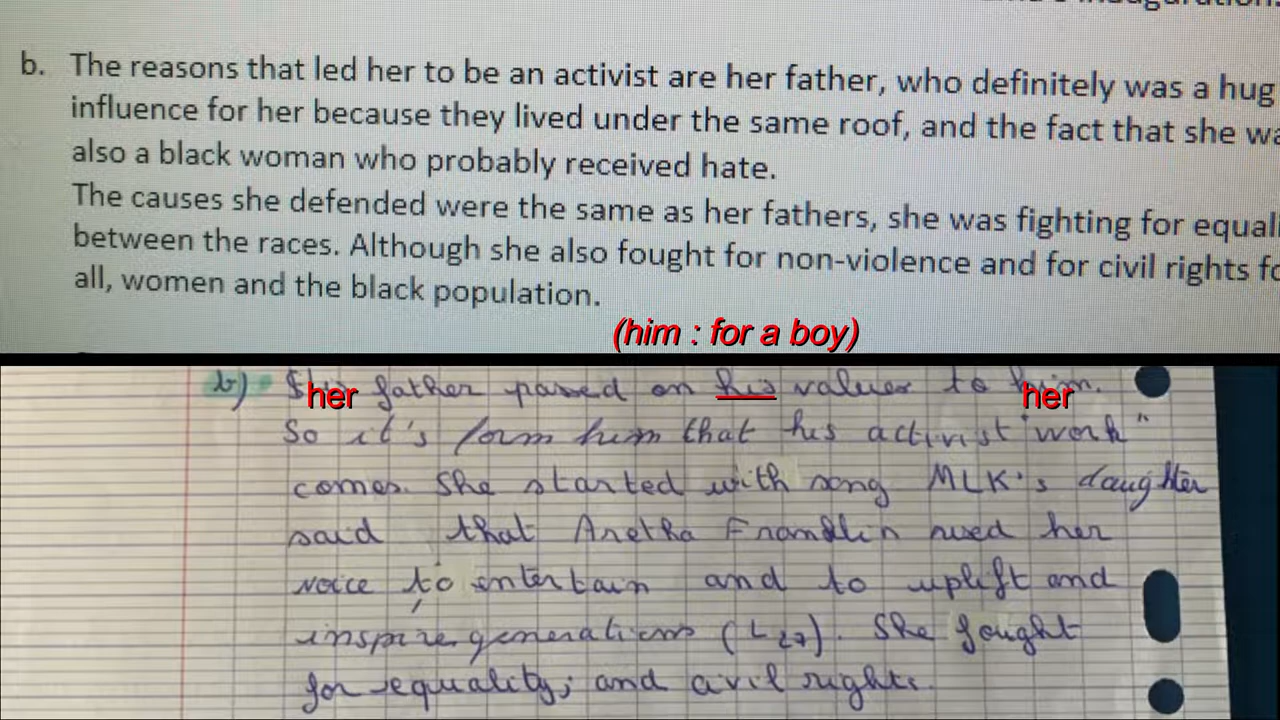 b. The reasons that led her to be an activist are her father, who definitely was a hug
influence for her because they lived under the same roof, and the fact that she wa
also a black woman who probably received hate.
The causes she defended were the same as her fathers, she was fighting for equali
between the races. Although she also fought for non-violence and for civil rights fo
all, women and the black population.
(him : for a boy)
b) her father passed on his values to her
So it's form him that his activist "work"
comes. She started with song MLK's daughter
said that Aretha Franklin used her
voice to entertain and to uplift and
inspire generations (L 27). She fought
for equality, and civil rights.